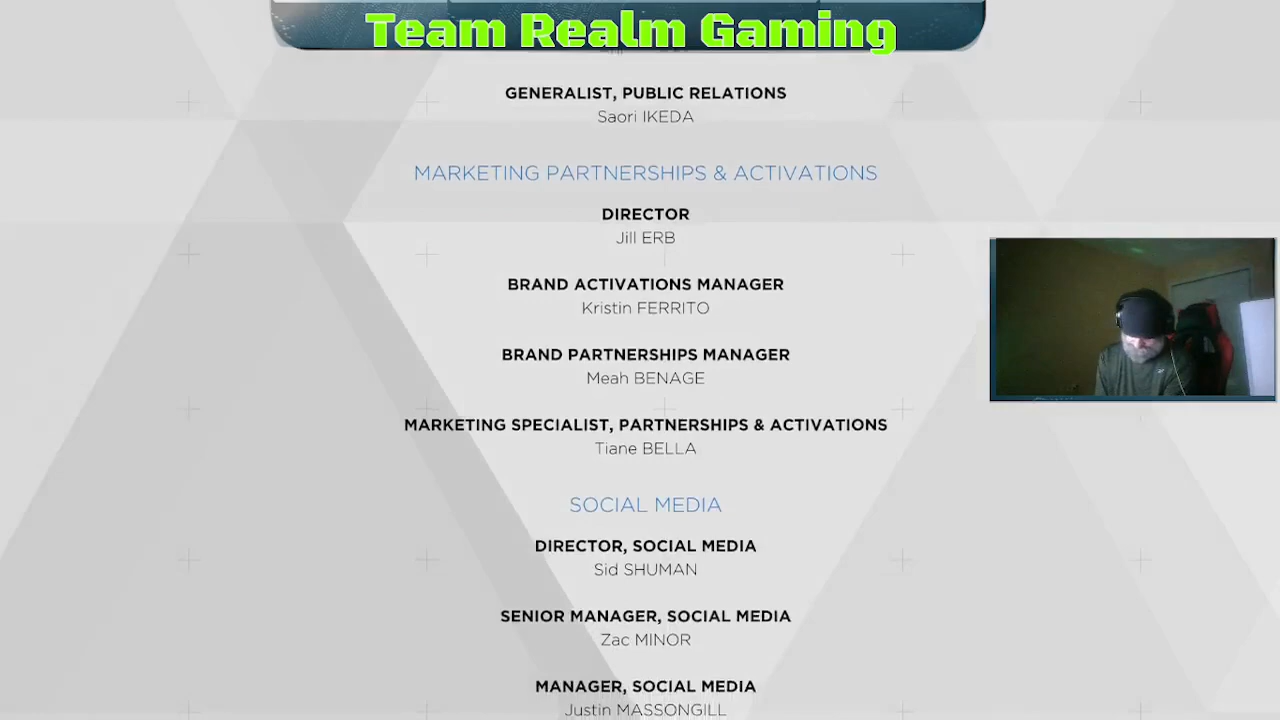 Team Realm Gaming
GENERALIST, PUBLIC RELATIONS
Saori IKEDA
MARKETING PARTNERSHIPS & ACTIVATIONS
DIRECTOR
Jill ERB
BRAND ACTIVATIONS MANAGER
Kristin FERRITO
BRAND PARTNERSHIPS MANAGER
Meah BENAGE
MARKETING SPECIALIST, PARTNERSHIPS & ACTIVATIONS
Tiane BELLA
SOCIAL MEDIA
DIRECTOR, SOCIAL MEDIA
Sid SHUMAN
SENIOR MANAGER, SOCIAL MEDIA
Zac MINOR
MANAGER, SOCIAL MEDIA
Justin MASSONGILL